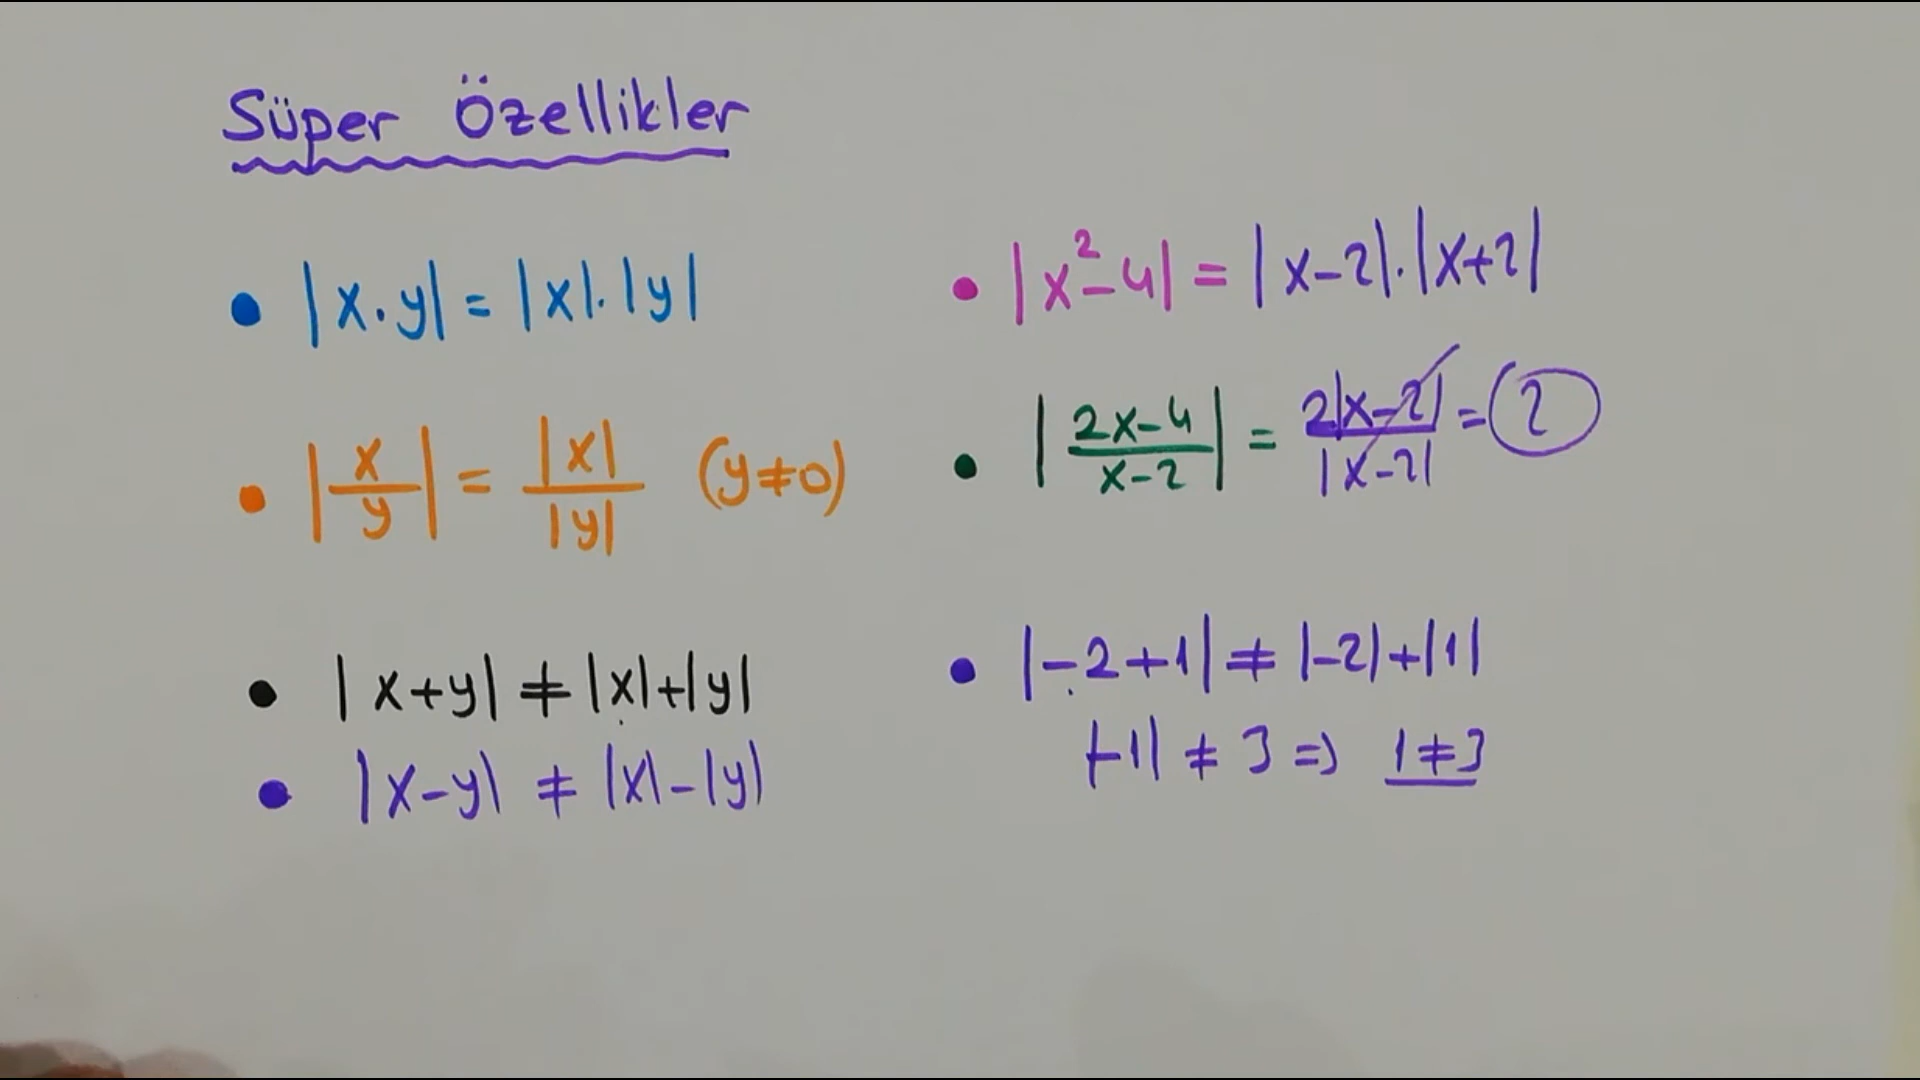 Süper Özellikler
• |x.y| = |x|.|y|
• |x/y| = |x|/|y| (y≠0)
• |x+y| ≠ |x|+|y|
• |x-y| ≠ |x|-|y|
• |x²-4| = |x-2|.|x+2|
• |2x-4/x-2| = 2|x-2|/|x-2| = 2
• |-2+1| ≠ |-2|+|1|
|-1| ≠ 3 => 1≠3